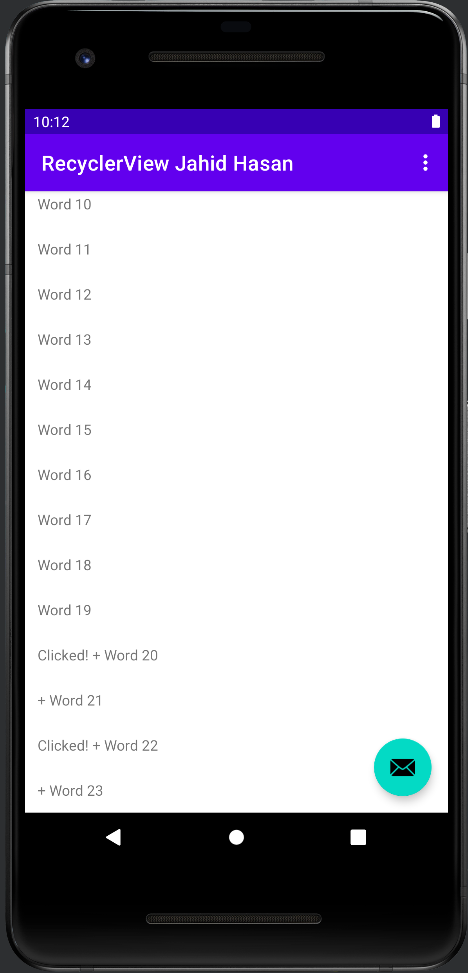 10:12
RecyclerView Jahid Hasan
Word 10
Word 11
Word 12
Word 13
Word 14
Word 15
Word 16
Word 17
Word 18
Word 19
Clicked! + Word 20
+ Word 21
Clicked! + Word 22
+ Word 23